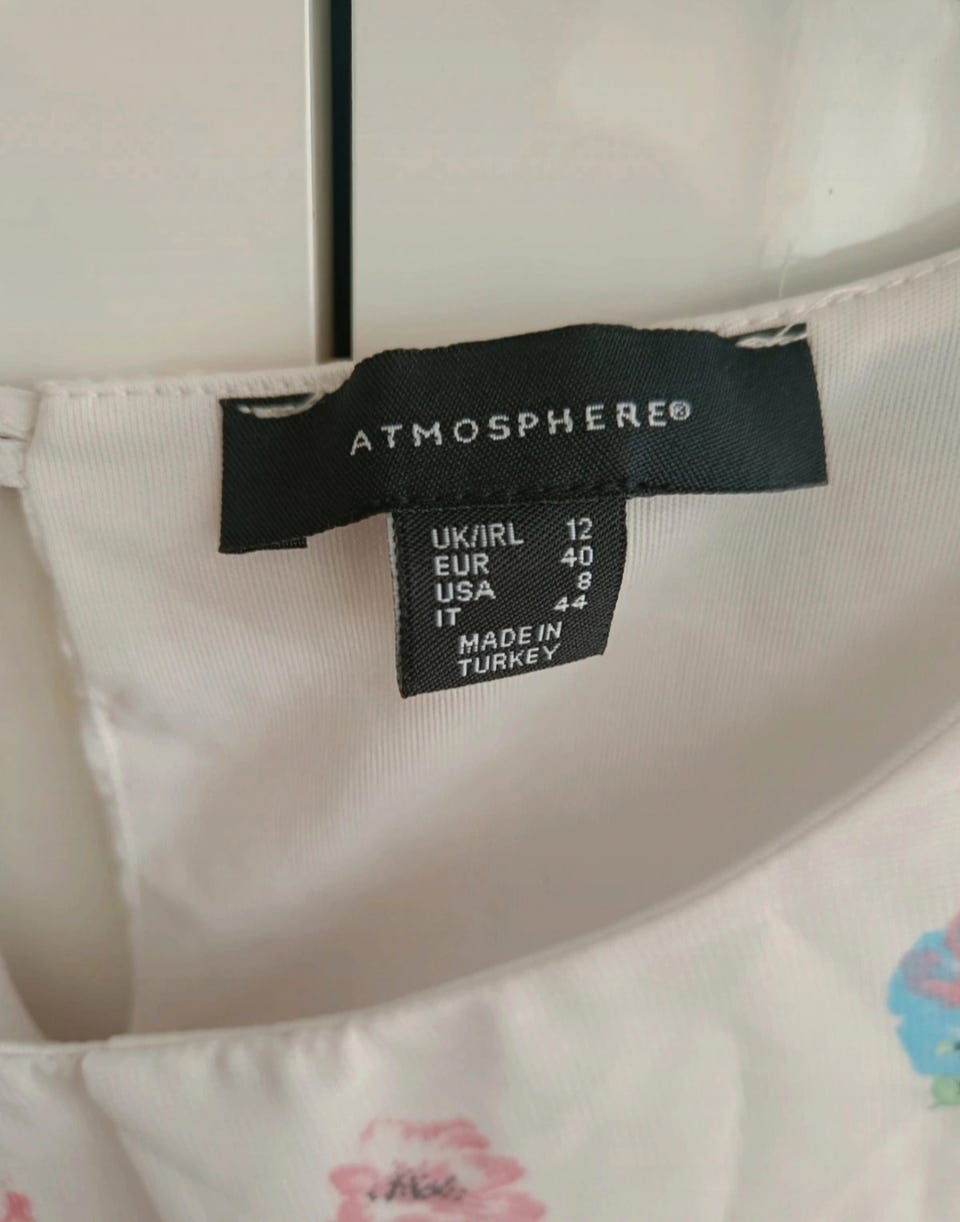 ATMOSPHERE®
UK/IRL 12
EUR 40
USA 8
IT 44
MADE IN
TURKEY